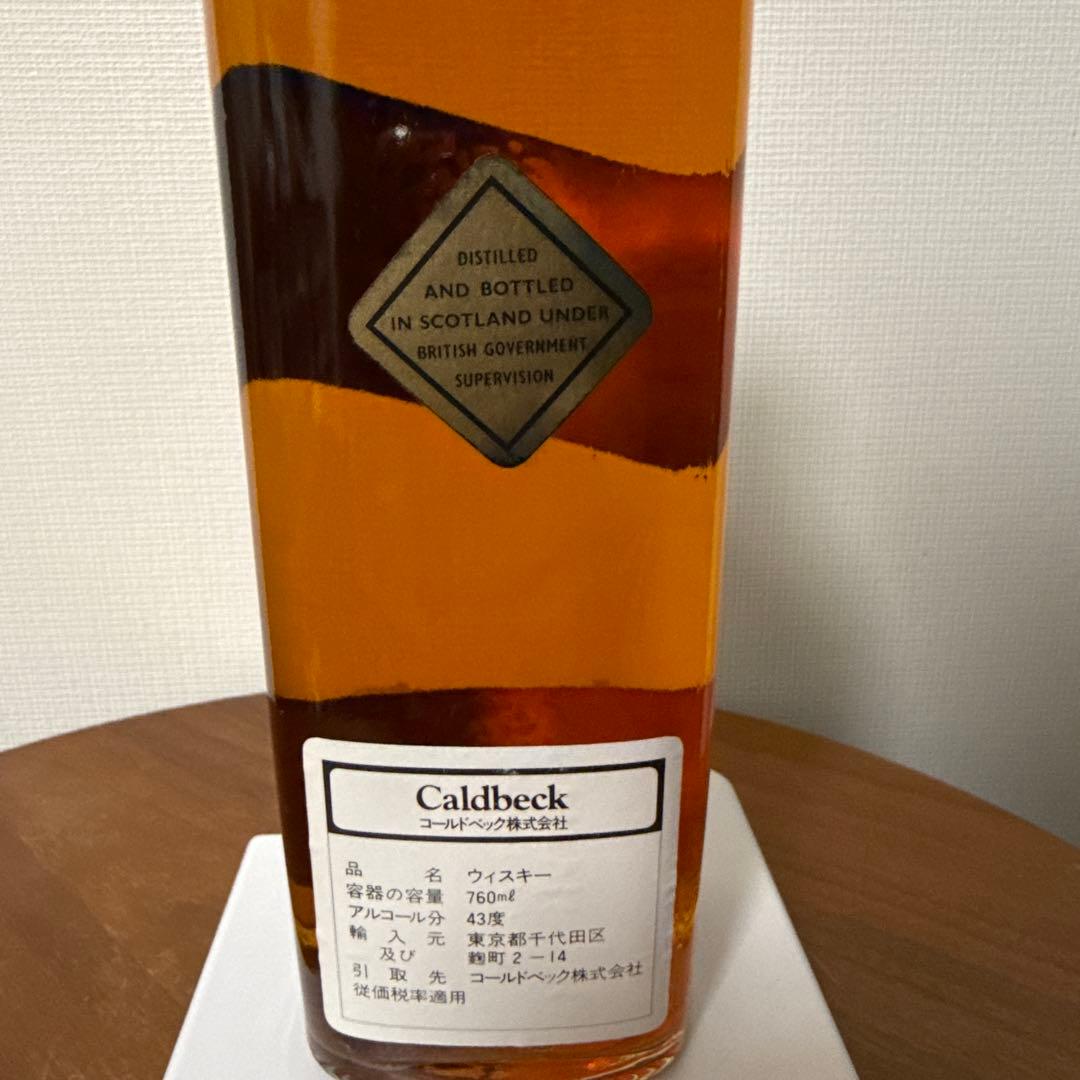 DISTILLED
AND BOTTLED
IN SCOTLAND UNDER
BRITISH GOVERNMENT
SUPERVISION
Caldbeck
コールドベック株式会社
品名 ウィスキー
容器の容量 760mℓ
アルコール分 43度
輸入元 東京都千代田区
及び 麹町2-14
引取先 コールドベック株式会社
従価税率適用